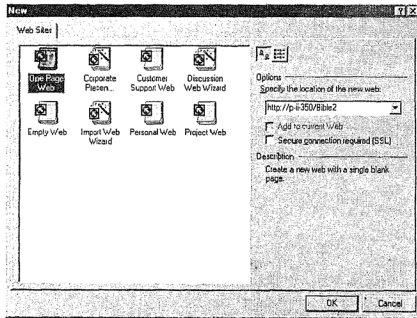 New
Web Sites
One Page Web
Corporate Presen...
Customer Support Web
Discussion Web Wizard
Empty Web
Import Web Wizard
Personal Web
Project Web
Options
Specify the location of the new web:
http://p-ii-350/Bible2
Add to current Web
Secure connection required (SSL)
Description
Create a new web with a single blank
page.
OK
Cancel